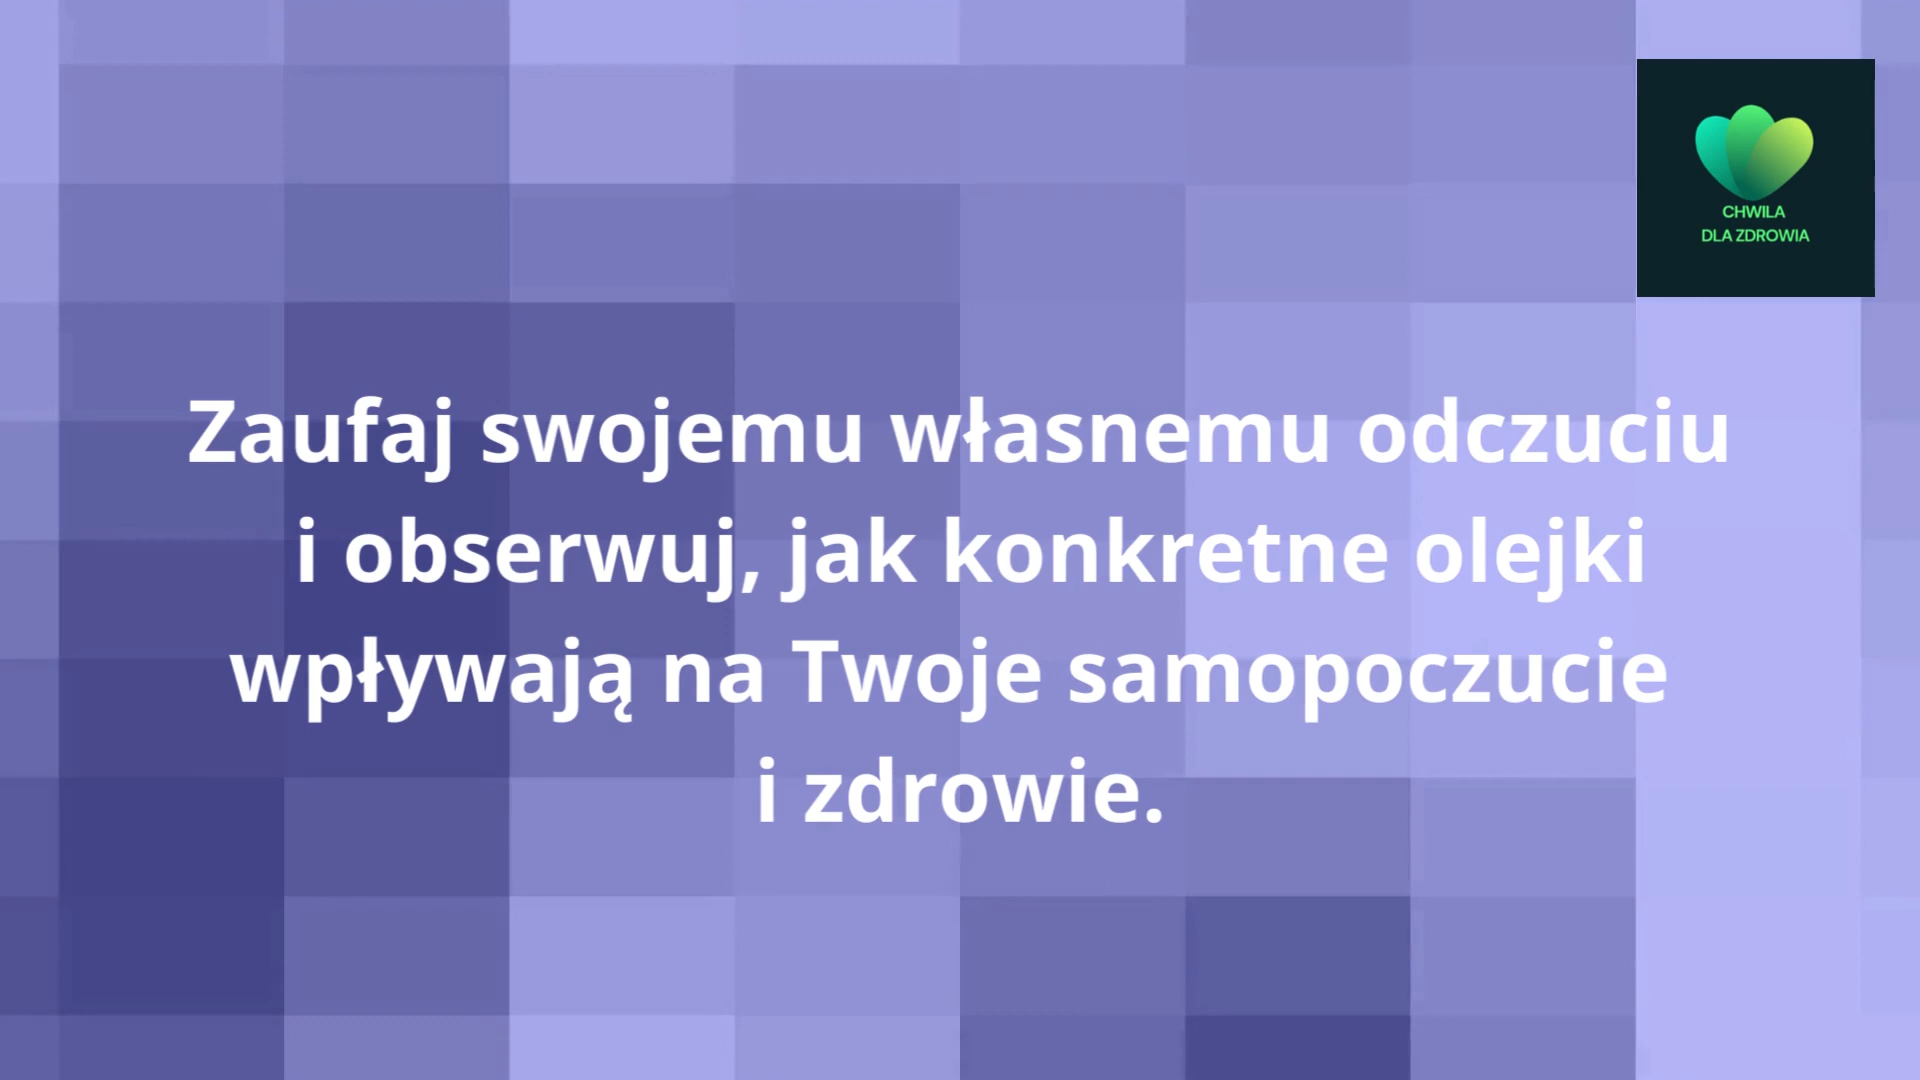 CHWILA
DLA ZDROWIA
Zaufaj swojemu własnemu odczuciu
i obserwuj, jak konkretne olejki
wpływają na Twoje samopoczucie
i zdrowie.